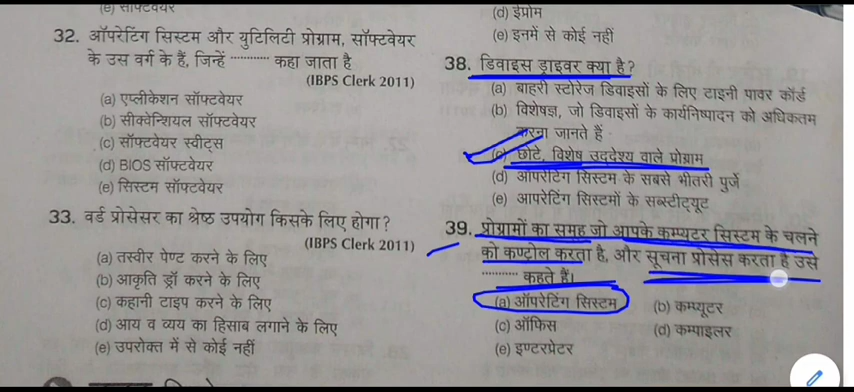 (e) सॉफ्टवेयर
32. ऑपरेटिंग सिस्टम और युटिलिटी प्रोग्राम, सॉफ्टवेयर
के उस वर्ग के हैं, जिन्हें ............ कहा जाता है
(IBPS Clerk 2011)
(a) एप्लीकेशन सॉफ्टवेयर
(b) सीक्वेन्शियल सॉफ्टवेयर
(c) सॉफ्टवेयर स्वीट्स
(d) BIOS सॉफ्टवेयर
(e) सिस्टम सॉफ्टवेयर
33. वर्ड प्रोसेसर का श्रेष्ठ उपयोग किसके लिए होगा?
(IBPS Clerk 2011)
(a) तस्वीर पेण्ट करने के लिए
(b) आकृति ड्रॉ करने के लिए
(c) कहानी टाइप करने के लिए
(d) आय व व्यय का हिसाब लगाने के लिए
(e) उपरोक्त में से कोई नहीं
(d) ईप्रोम
(e) इनमें से कोई नहीं
38. डिवाइस ड्राइवर क्या है?
(a) बाहरी स्टोरेज डिवाइसों के लिए टाइनी पावर कॉर्ड
(b) विशेषज्ञ, जो डिवाइसों के कार्यनिष्पादन को अधिकतम
करना जानते हैं
(c) छोटे, विशेष उद्देश्य वाले प्रोग्राम
(d) आपरेटिंग सिस्टम के सबसे भीतरी पुर्जे
(e) आपरेटिंग सिस्टमों के सब्स्टीट्यूट
39. प्रोग्रामों का समूह जो आपके कम्प्यूटर सिस्टम के चलने
को कण्ट्रोल करता है, और सूचना प्रोसेस करता है उसे
............ कहते हैं।
(a) ऑपरेटिंग सिस्टम (b) कम्प्यूटर
(c) ऑफिस (d) कम्पाइलर
(e) इण्टरप्रेटर